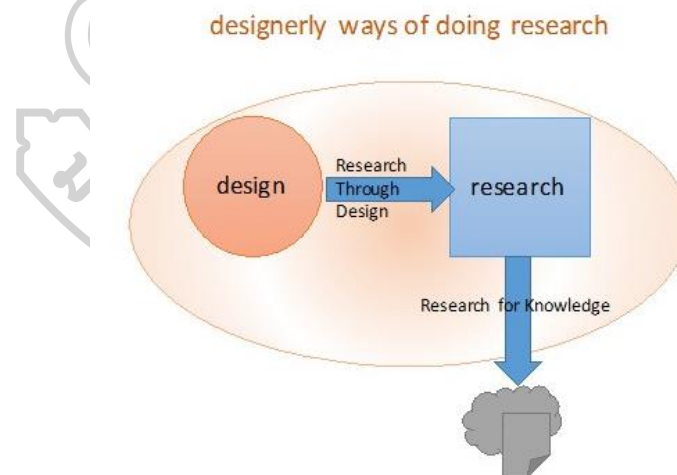 designerly ways of doing research
design
Research
Through
Design
research
Research for Knowledge